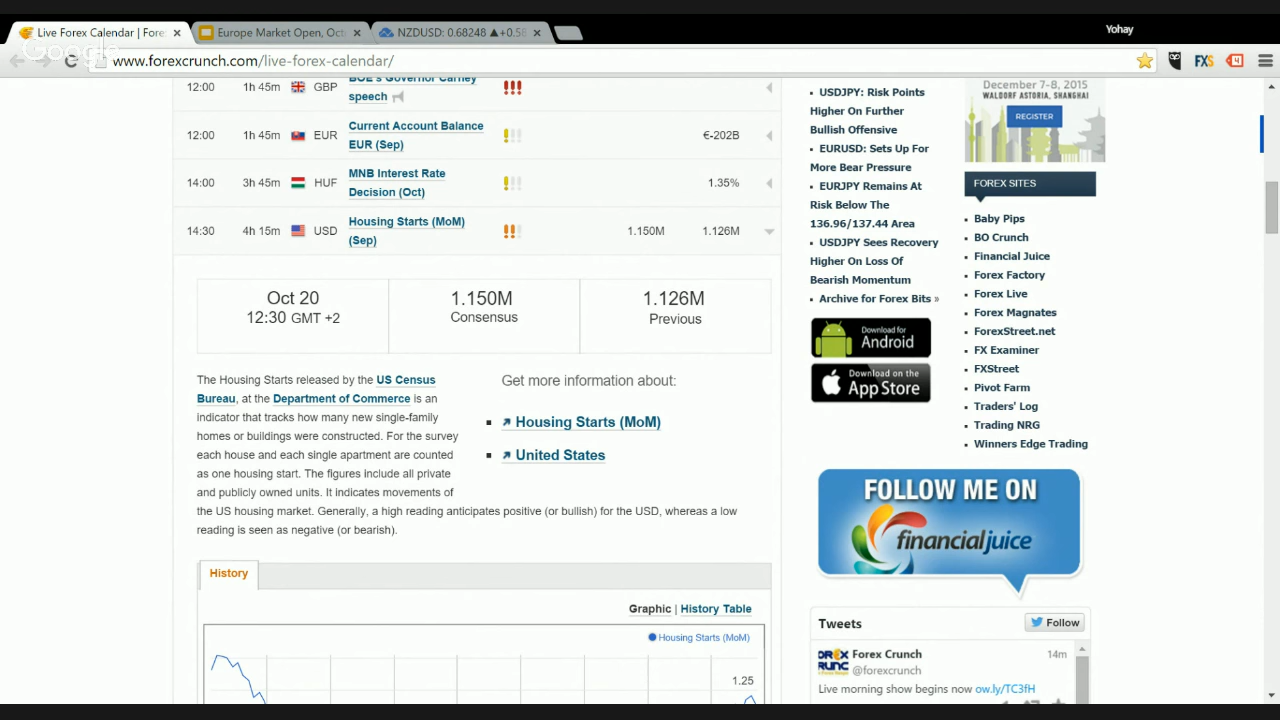 Live Forex Calendar | Fore
Europe Market Open, Oct
NZDUSD: 0.68248 ▲+0.58
Yohay
Google
www.forexcrunch.com/live-forex-calendar/
FXS
4
12:00 1h 45m GBP BOE's Governor Carney
speech
12:00 1h 45m EUR Current Account Balance €-202B
EUR (Sep)
14:00 3h 45m HUF MNB Interest Rate 1.35%
Decision (Oct)
14:30 4h 15m USD Housing Starts (MoM) 1.150M 1.126M
(Sep)
Oct 20
12:30 GMT +2
1.150M
Consensus
1.126M
Previous
The Housing Starts released by the US Census
Bureau, at the Department of Commerce is an
indicator that tracks how many new single-family
homes or buildings were constructed. For the survey
each house and each single apartment are counted
as one housing start. The figures include all private
and publicly owned units. It indicates movements of
the US housing market. Generally, a high reading anticipates positive (or bullish) for the USD, whereas a low
reading is seen as negative (or bearish).
Get more information about:
Housing Starts (MoM)
United States
History
Graphic | History Table
Housing Starts (MoM)
1.25
USDJPY: Risk Points
Higher On Further
Bullish Offensive
EURUSD: Sets Up For
More Bear Pressure
EURJPY Remains At
Risk Below The
136.96/137.44 Area
USDJPY Sees Recovery
Higher On Loss Of
Bearish Momentum
Archive for Forex Bits »
Download for
Android
Download on the
App Store
December 7-8, 2015
WALDORF ASTORIA, SHANGHAI
REGISTER
FOREX SITES
Baby Pips
BO Crunch
Financial Juice
Forex Factory
Forex Live
Forex Magnates
ForexStreet.net
FX Examiner
FXStreet
Pivot Farm
Traders' Log
Trading NRG
Winners Edge Trading
FOLLOW ME ON
financialjuice
Tweets
Follow
Forex Crunch 14m
@forexcrunch
Live morning show begins now ow.ly/TC3fH